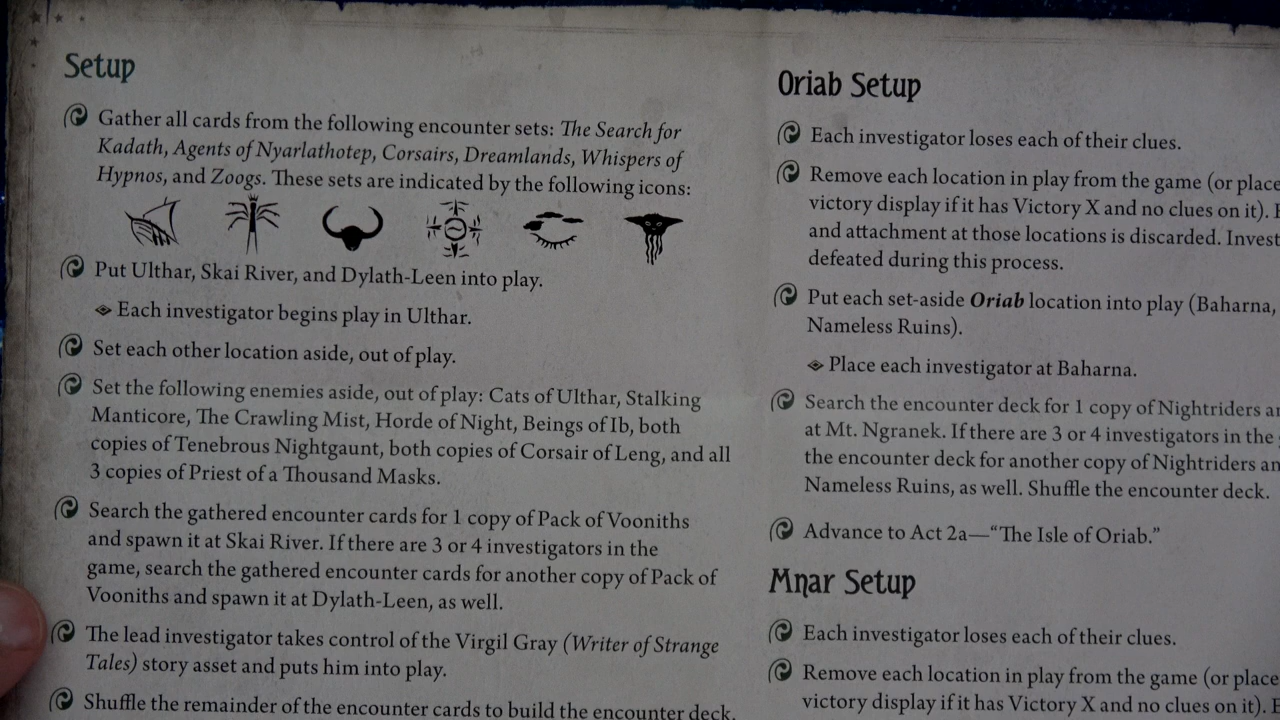 Setup
Gather all cards from the following encounter sets: The Search for
Kadath, Agents of Nyarlathotep, Corsairs, Dreamlands, Whispers of
Hypnos, and Zoogs. These sets are indicated by the following icons:
Put Ulthar, Skai River, and Dylath-Leen into play.
Each investigator begins play in Ulthar.
Set each other location aside, out of play.
Set the following enemies aside, out of play: Cats of Ulthar, Stalking
Manticore, The Crawling Mist, Horde of Night, Beings of Ib, both
copies of Tenebrous Nightgaunt, both copies of Corsair of Leng, and all
3 copies of Priest of a Thousand Masks.
Search the gathered encounter cards for 1 copy of Pack of Vooniths
and spawn it at Skai River. If there are 3 or 4 investigators in the
game, search the gathered encounter cards for another copy of Pack of
Vooniths and spawn it at Dylath-Leen, as well.
The lead investigator takes control of the Virgil Gray (Writer of Strange
Tales) story asset and puts him into play.
Shuffle the remainder of the encounter cards to build the encounter deck.
Oriab Setup
Each investigator loses each of their clues.
Remove each location in play from the game (or place
victory display if it has Victory X and no clues on it).
and attachment at those locations is discarded. Invest
defeated during this process.
Put each set-aside Oriab location into play (Baharna,
Nameless Ruins).
Place each investigator at Baharna.
Search the encounter deck for 1 copy of Nightriders an
at Mt. Ngranek. If there are 3 or 4 investigators in the
the encounter deck for another copy of Nightriders an
Nameless Ruins, as well. Shuffle the encounter deck.
Advance to Act 2a—“The Isle of Oriab.”
Mnar Setup
Each investigator loses each of their clues.
Remove each location in play from the game (or place
victory display if it has Victory X and no clues on it).